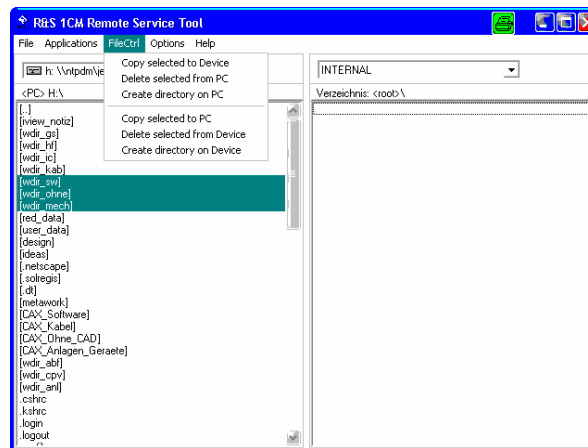 R&S 1CM Remote Service Tool
File Applications FileCtrl Options Help
h: \\ntpdm\je
<PC> H:\
Copy selected to Device
Delete selected from PC
Create directory on PC
Copy selected to PC
Delete selected from Device
Create directory on Device
[..]
[iview_notiz]
[wdir_gs]
[wdir_hf]
[wdir_ic]
[wdir_kab]
[wdir_sw]
[wdir_ohne]
[wdir_mech]
[red_data]
[user_data]
[design]
[ideas]
[.netscape]
[.solregis]
[.dt]
[metawork]
[CAX_Software]
[CAX_Kabel]
[CAX_Ohne_CAD]
[CAX_Anlagen_Geraete]
[wdir_abf]
[wdir_cpv]
[wdir_anl]
.cshrc
.kshrc
.login
.logout
INTERNAL
Verzeichnis: <root>\